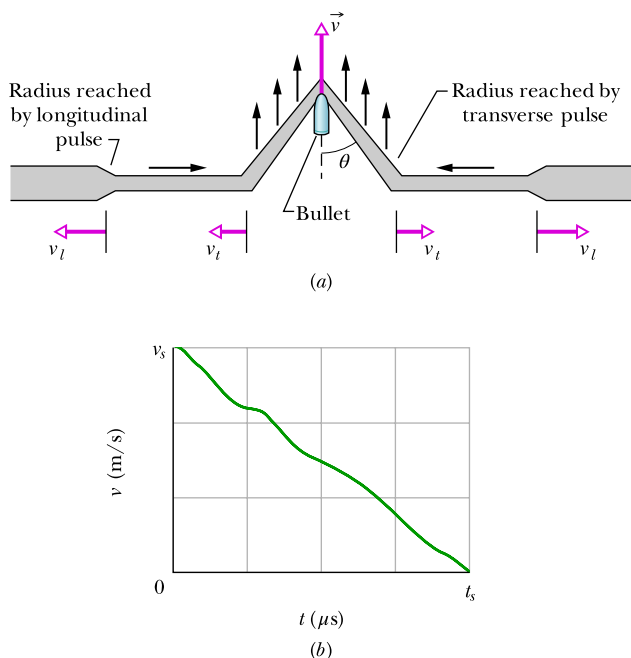 v⃗
Radius reached
by longitudinal
pulse
Radius reached by
transverse pulse
θ
Bullet
v_l
v_t
v_t
v_l
(a)
v_s
v (m/s)
0
t_s
t (μs)
(b)